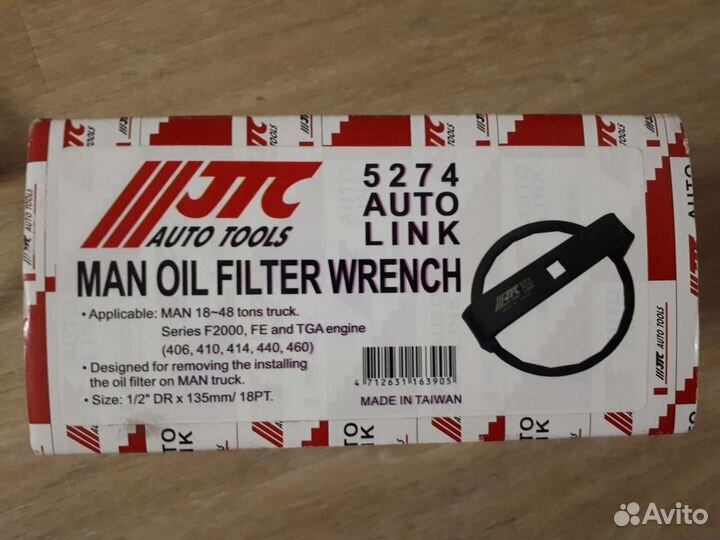 JTC
AUTO TOOLS
5274
AUTO
LINK
MAN OIL FILTER WRENCH
• Applicable: MAN 18~48 tons truck.
Series F2000, FE and TGA engine
(406, 410, 414, 440, 460)
• Designed for removing the installing
the oil filter on MAN truck.
• Size: 1/2" DR x 135mm/ 18PT.
4 712631 163905
MADE IN TAIWAN
JTC
AUTO TOOLS
Avito